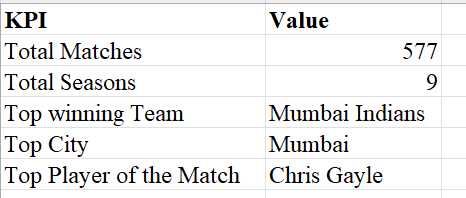 KPI Value
Total Matches 577
Total Seasons 9
Top winning Team Mumbai Indians
Top City Mumbai
Top Player of the Match Chris Gayle